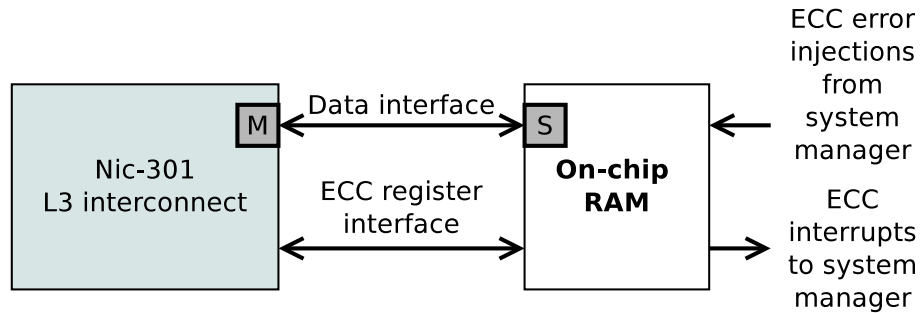 Nic-301
L3 interconnect
M
Data interface
ECC register
interface
S
On-chip
RAM
ECC error
injections
from
system
manager
ECC
interrupts
to system
manager